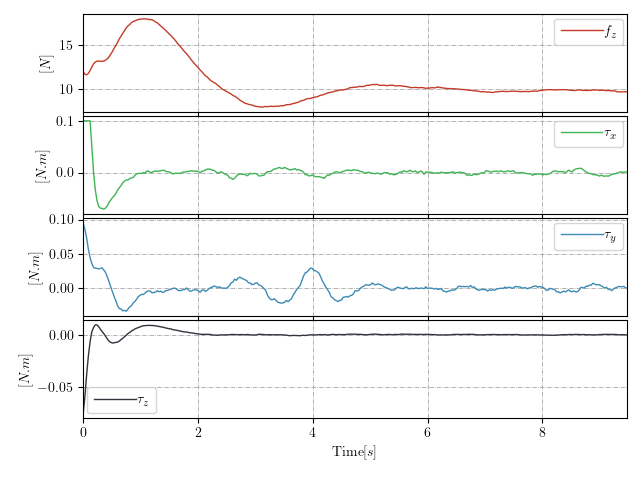 [N]
15
10
f_z
[N.m]
0.1
0.0
τ_x
[N.m]
0.10
0.05
0.00
τ_y
[N.m]
0.00
−0.05
τ_z
0 2 4 6 8
Time[s]